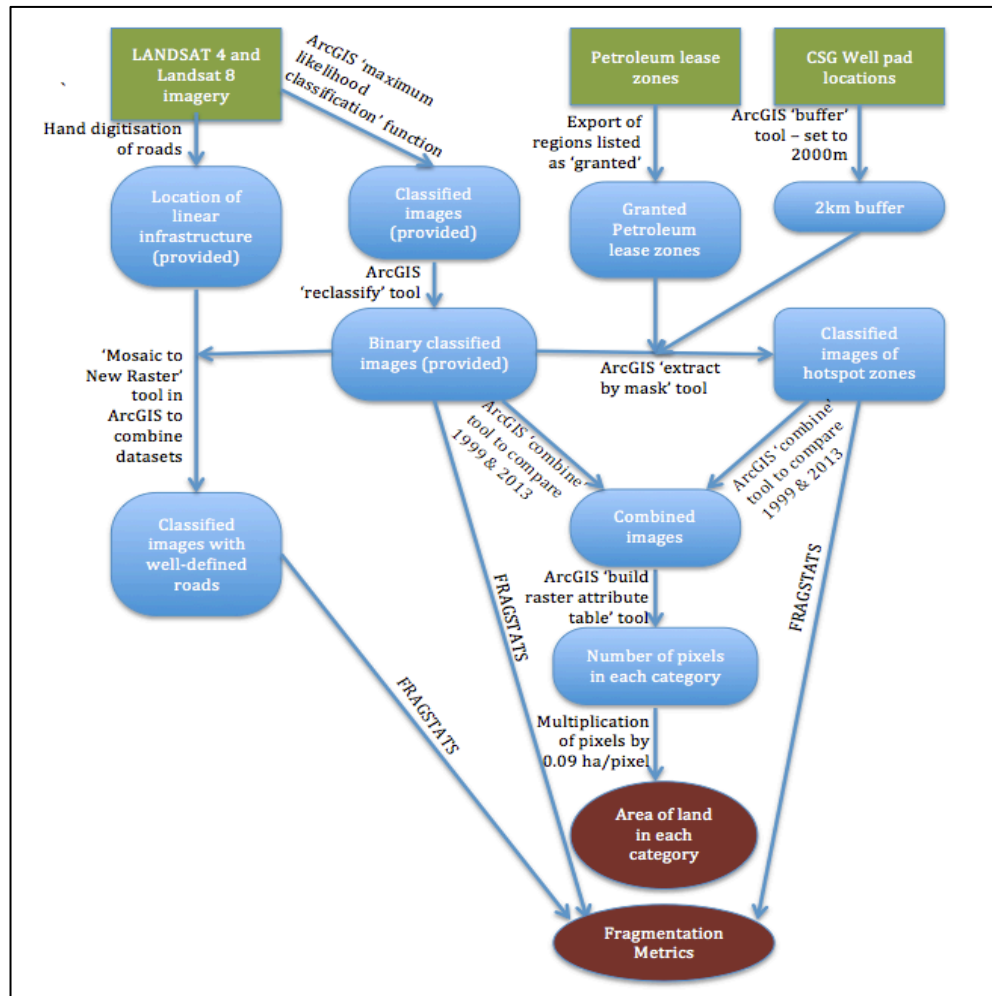 LANDSAT 4 and
Landsat 8
imagery
ArcGIS ‘maximum
likelihood
classification’ function
Petroleum lease
zones
CSG Well pad
locations
Hand digitisation
of roads
Export of
regions listed
as ‘granted’
ArcGIS ‘buffer’
tool – set to
2000m
Location of
linear
infrastructure
(provided)
Classified
images
(provided)
Granted
Petroleum
lease zones
2km buffer
ArcGIS
‘reclassify’ tool
‘Mosaic to
New Raster’
tool in
ArcGIS to
combine
datasets
Binary classified
images (provided)
ArcGIS ‘extract
by mask’ tool
Classified
images of
hotspot zones
ArcGIS ‘combine’
tool to compare
1999 & 2013
ArcGIS ‘combine’
tool to compare
1999 & 2013
Classified
images with
well-defined
roads
Combined
images
FRAGSTATS
ArcGIS ‘build
raster attribute
table’ tool
FRAGSTATS
Number of pixels
in each category
FRAGSTATS
Multiplication
of pixels by
0.09 ha/pixel
Area of land
in each
category
Fragmentation
Metrics